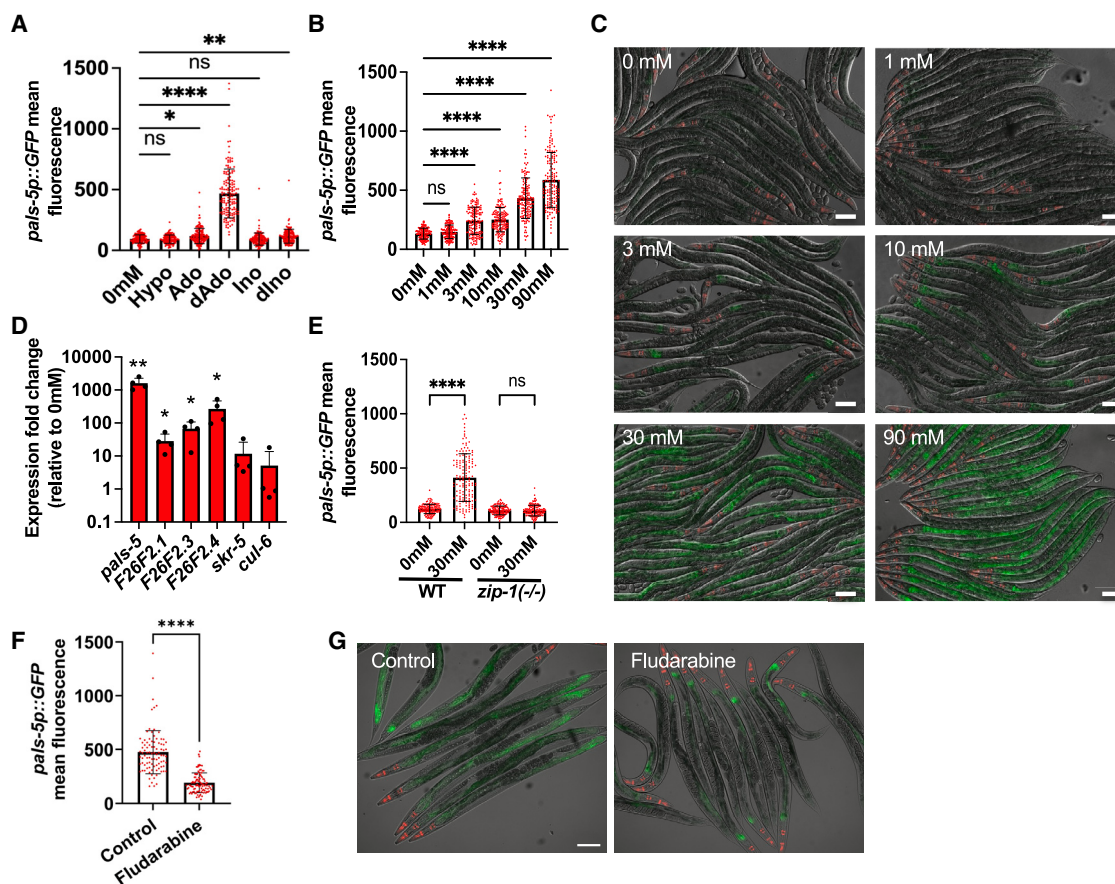 A
pals-5p::GFP mean
fluorescence
1500
1000
500
0
**
ns
****
*
ns
0mM
Hypo
Ado
dAdo
Ino
dIno
B
pals-5p::GFP mean
fluorescence
1500
1000
500
0
****
****
****
****
ns
0mM
1mM
3mM
10mM
30mM
90mM
C
0 mM
1 mM
3 mM
10 mM
30 mM
90 mM
D
Expression fold change
(relative to 0mM)
10000
1000
100
10
1
0.1
**
*
*
*
pals-5
F26F2.1
F26F2.3
F26F2.4
skr-5
cul-6
E
pals-5p::GFP mean
fluorescence
1500
1000
500
0
****
ns
0mM
30mM
0mM
30mM
WT
zip-1(-/-)
F
pals-5p::GFP
mean fluorescence
1500
1000
500
0
****
Control
Fludarabine
G
Control
Fludarabine